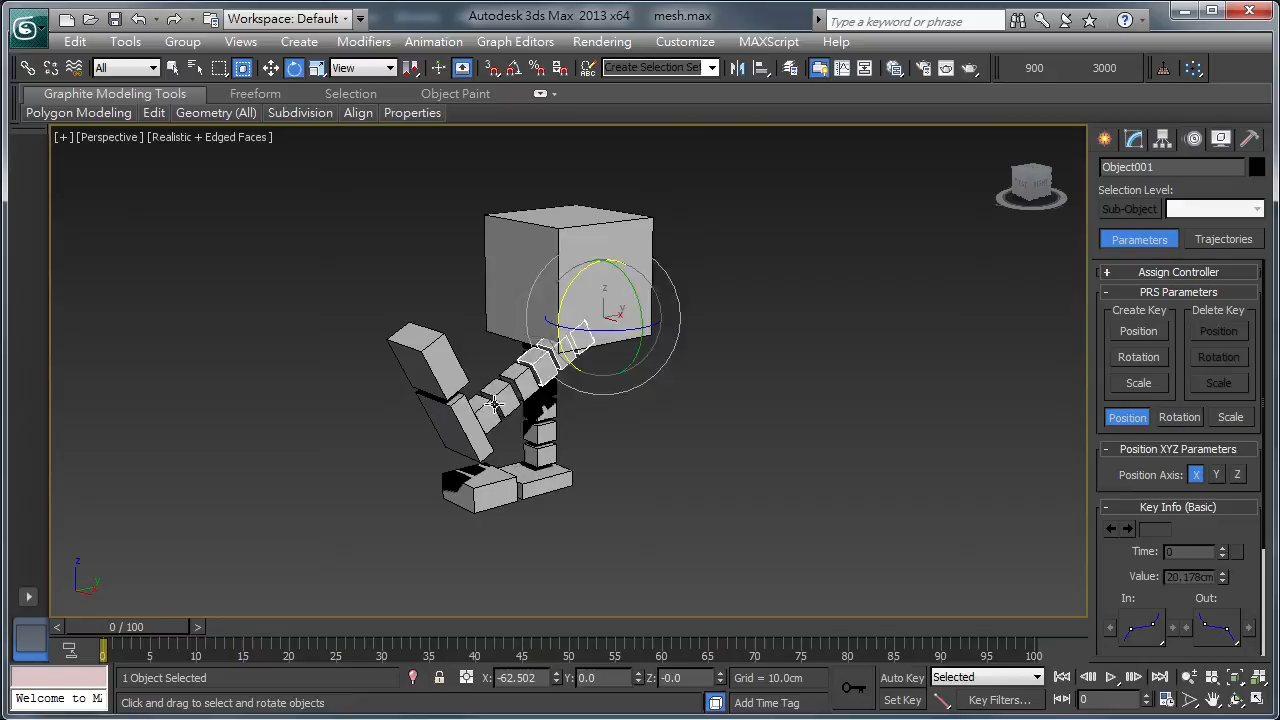 Workspace: Default
Autodesk 3ds Max 2013 x64 mesh.max
Type a keyword or phrase
Edit Tools Group Views Create Modifiers Animation Graph Editors Rendering Customize MAXScript Help
All View Create Selection Set 900 3000
Graphite Modeling Tools Freeform Selection Object Paint
Polygon Modeling Edit Geometry (All) Subdivision Align Properties
[ + ] [Perspective ] [Realistic + Edged Faces ]
Object001
Selection Level:
Sub-Object
Parameters Trajectories
+ Assign Controller
- PRS Parameters
Create Key Delete Key
Position Position
Rotation Rotation
Scale Scale
Position Rotation Scale
- Position XYZ Parameters
Position Axis: X Y Z
- Key Info (Basic)
Time: 0
Value: 20,178cm
In: Out:
z
y
x
z
y
x
< 0 / 100 >
0 5 10 15 20 25 30 35 40 45 50 55 60 65 70 75 80 85 90 95 100
1 Object Selected X: -62.502 Y: 0.0 Z: -0.0 Grid = 10.0cm Auto Key Selected
Welcome to MA Click and drag to select and rotate objects Add Time Tag Set Key Key Filters... 0